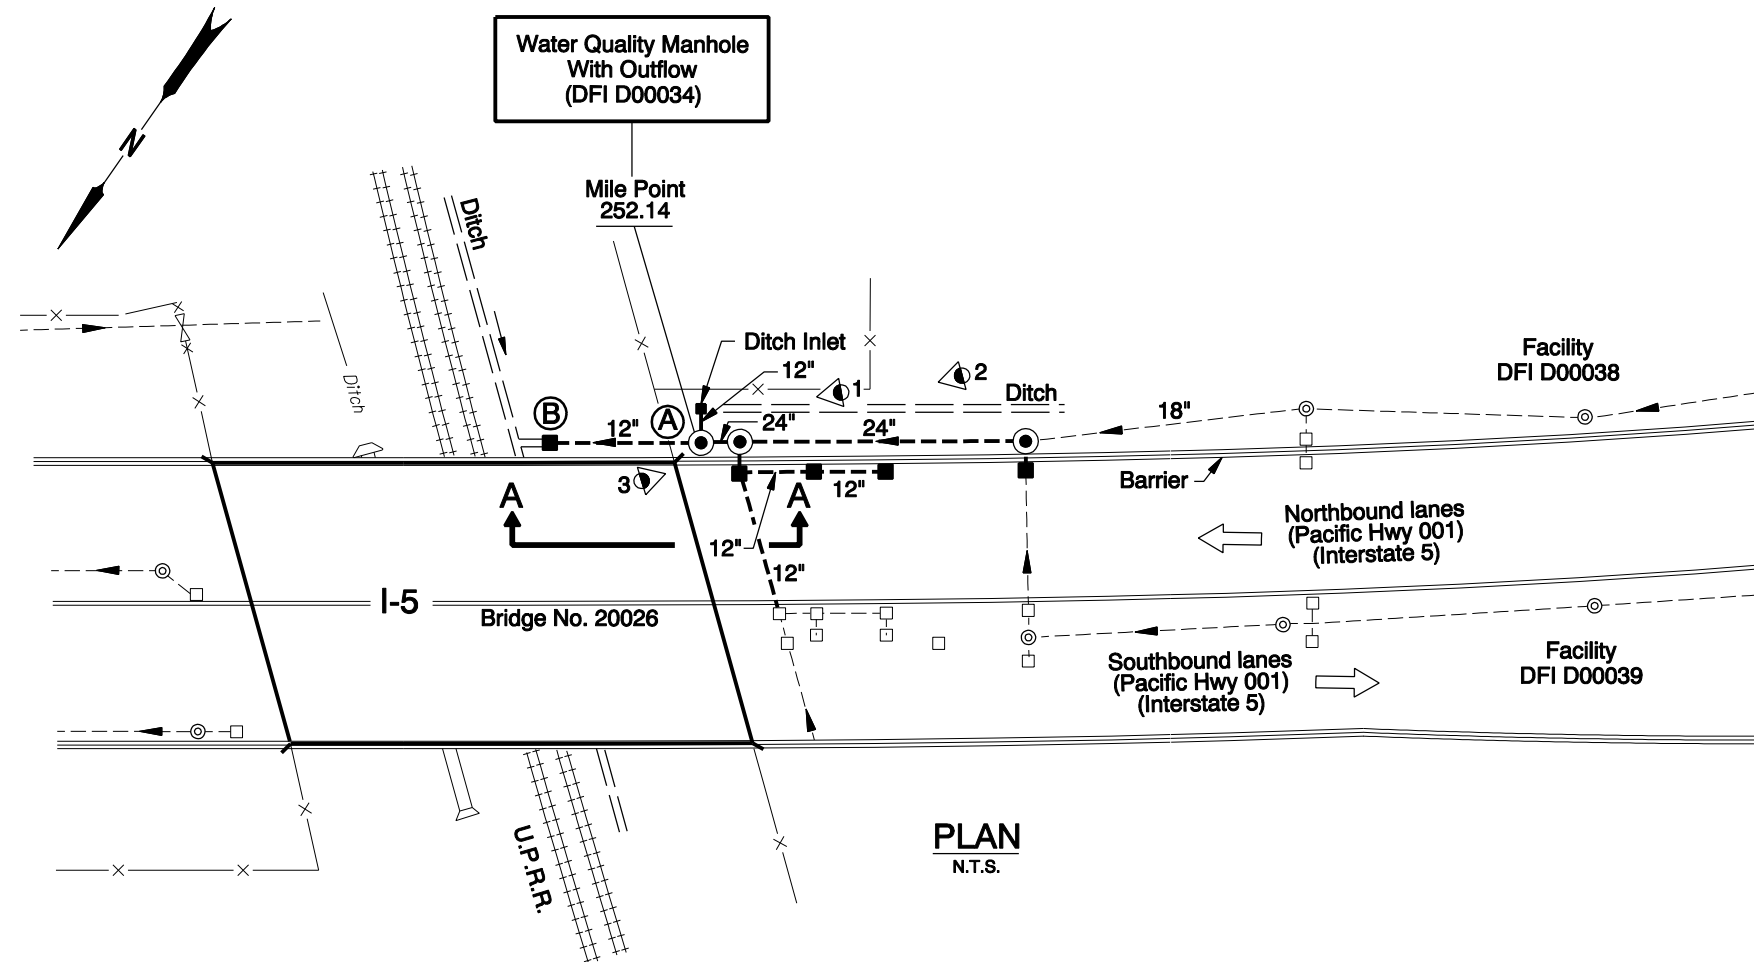 Water Quality Manhole
With Outflow
(DFI D00034)
N
Mile Point
252.14
Ditch
Ditch Inlet
12"
1
2
Ditch
Facility
DFI D00038
18"
Ditch
B
12"
A
24"
24"
3
A
A
12"
Barrier
12"
12"
Northbound lanes
(Pacific Hwy 001)
(Interstate 5)
I-5
Bridge No. 20026
Southbound lanes
(Pacific Hwy 001)
(Interstate 5)
Facility
DFI D00039
U.P.R.R.
PLAN
N.T.S.